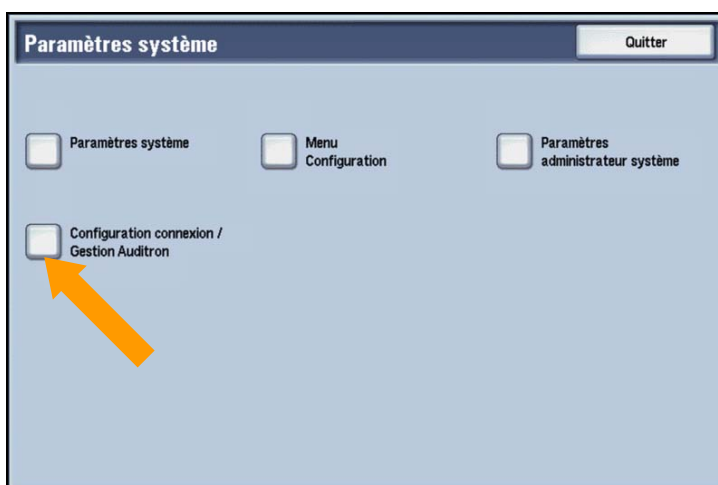 Paramètres système
Quitter
Paramètres système
Menu
Configuration
Paramètres
administrateur système
Configuration connexion /
Gestion Auditron